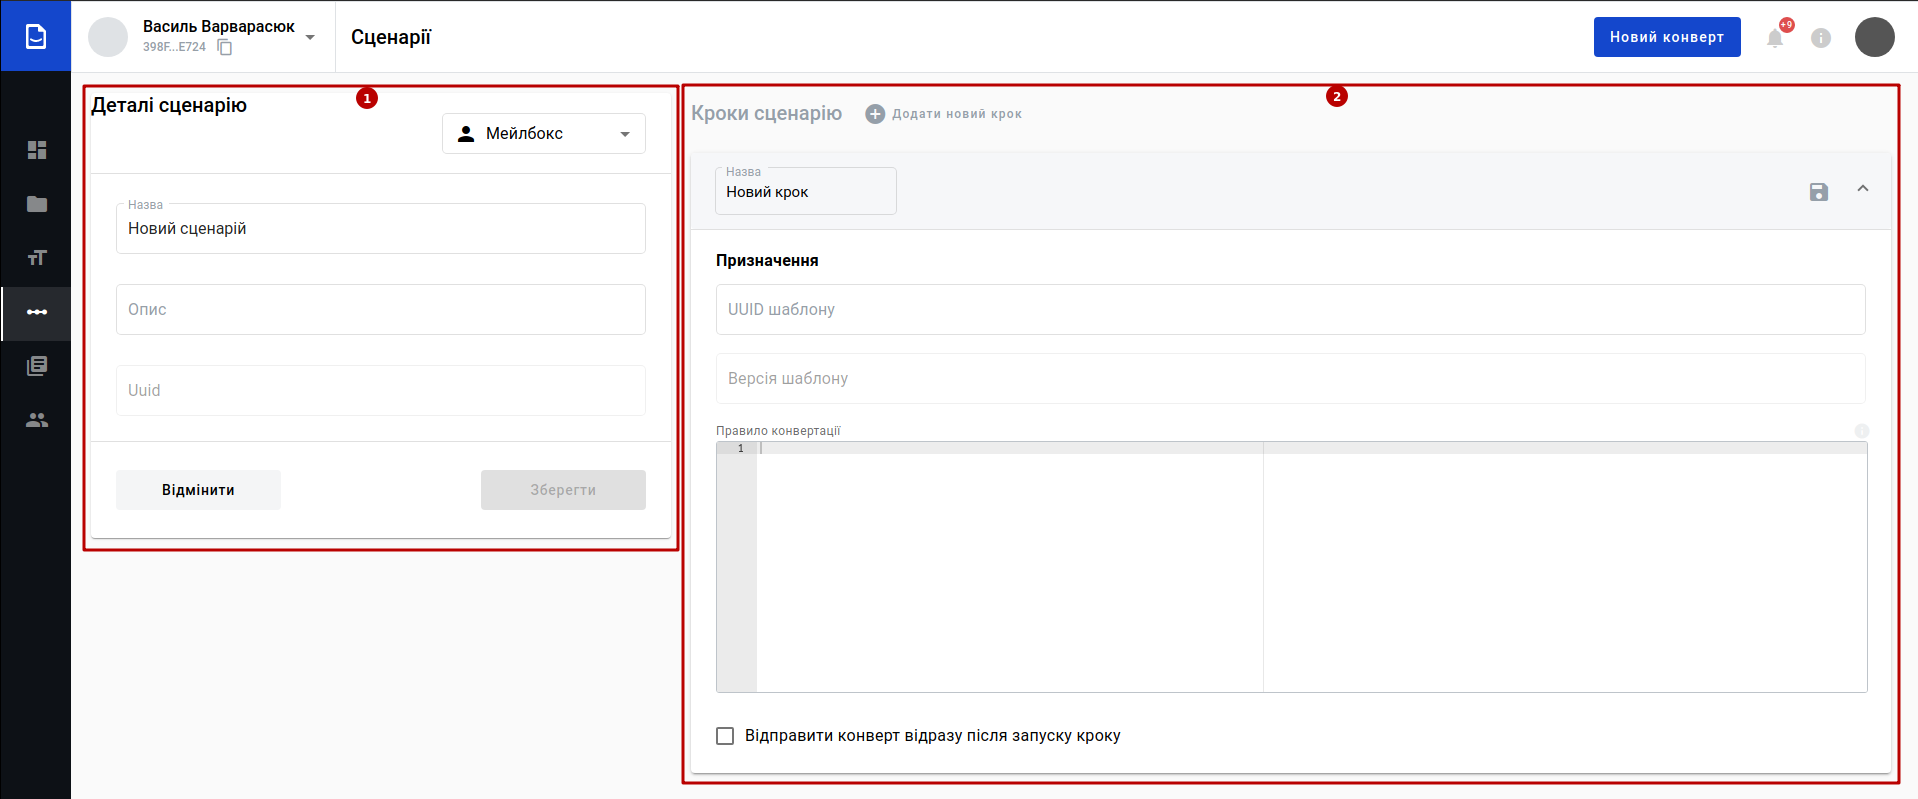 Василь Варварасюк
398F...E724
Сценарії
Новий конверт
+9
Деталі сценарію
1
Мейлбокс
Назва
Новий сценарій
Опис
Uuid
Відмінити
Зберегти
2
Кроки сценарію
Додати новий крок
Назва
Новий крок
Призначення
UUID шаблону
Версія шаблону
Правило конвертації
1
Відправити конверт відразу після запуску кроку